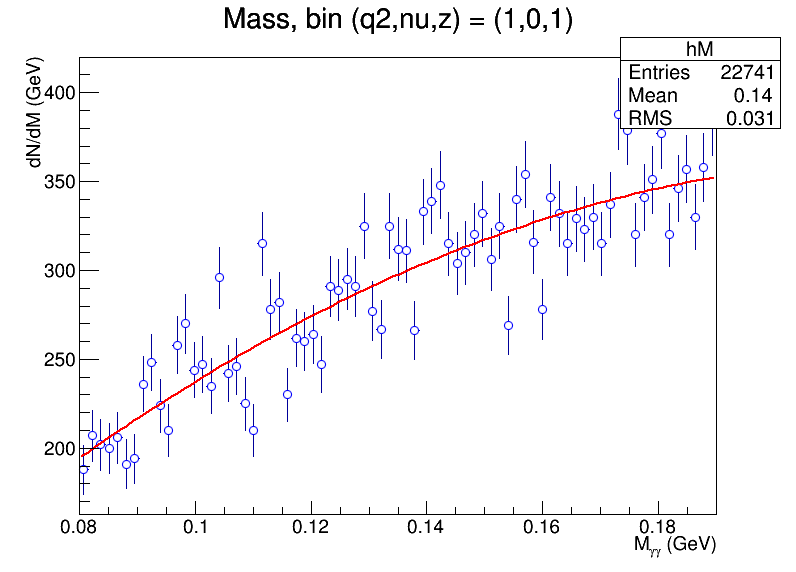 Mass, bin (q2,nu,z) = (1,0,1)
hM
Entries 22741
Mean 0.14
RMS 0.031
dN/dM (GeV)
400
350
300
250
200
0.08 0.1 0.12 0.14 0.16 0.18
Mγγ (GeV)